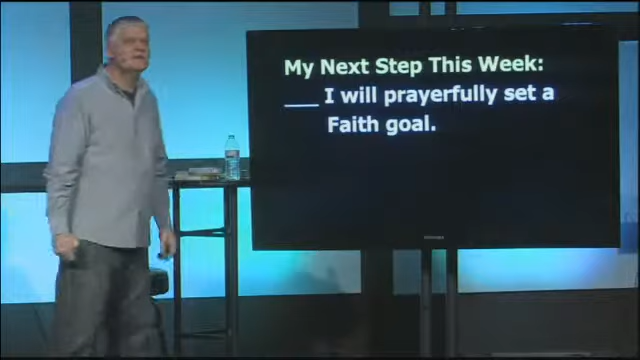 My Next Step This Week:
___ I will prayerfully set a
Faith goal.